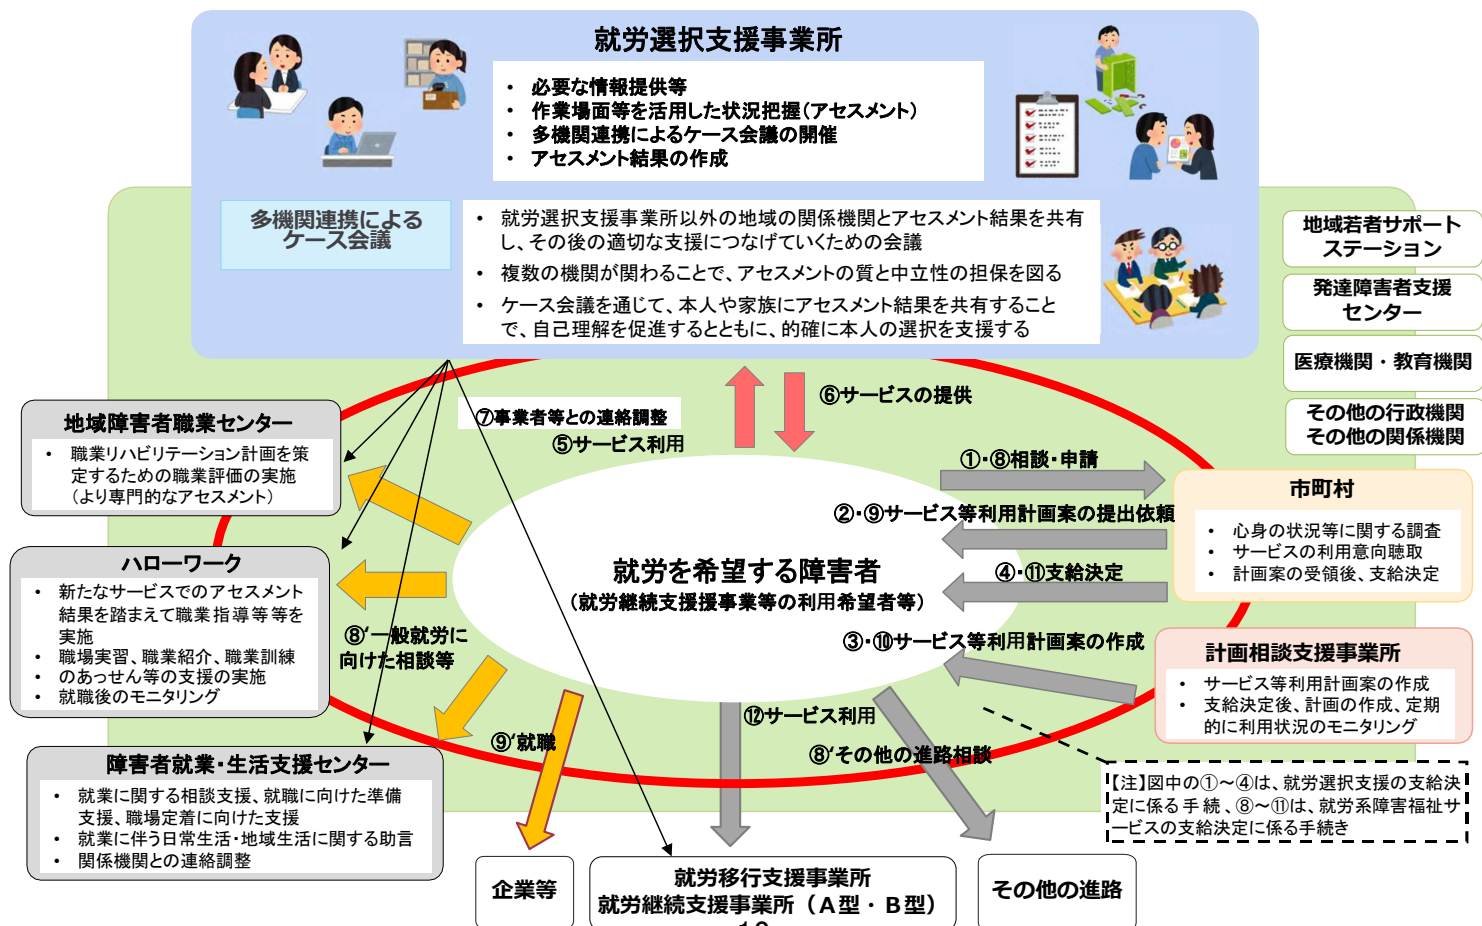 就労選択支援事業所
• 必要な情報提供等
• 作業場面等を活用した状況把握(アセスメント)
• 多機関連携によるケース会議の開催
• アセスメント結果の作成
多機関連携による
ケース会議
• 就労選択支援事業所以外の地域の関係機関とアセスメント結果を共有
し、その後の適切な支援につなげていくための会議
• 複数の機関が関わることで、アセスメントの質と中立性の担保を図る
• ケース会議を通じて、本人や家族にアセスメント結果を共有すること
で、自己理解を促進するとともに、的確に本人の選択を支援する
地域若者サポート
ステーション
発達障害者支援
センター
医療機関・教育機関
その他の行政機関
その他の関係機関
⑥サービスの提供
⑦事業者等との連絡調整
⑤サービス利用
地域障害者職業センター
• 職業リハビリテーション計画を策
定するための職業評価の実施
(より専門的なアセスメント)
①・⑧相談・申請
②・⑨サービス等利用計画案の提出依頼
④・⑪支給決定
③・⑩サービス等利用計画案の作成
市町村
• 心身の状況等に関する調査
• サービスの利用意向聴取
• 計画案の受領後、支給決定
就労を希望する障害者
(就労継続支援援事業等の利用希望者等)
ハローワーク
• 新たなサービスでのアセスメント
結果を踏まえて職業指導等等を
実施
• 職場実習、職業紹介、職業訓練
• のあっせん等の支援の実施
• 就職後のモニタリング
⑧’一般就労に
向けた相談等
計画相談支援事業所
• サービス等利用計画案の作成
• 支給決定後、計画の作成、定期
的に利用状況のモニタリング
⑫サービス利用
⑨’就職
⑧’その他の進路相談
障害者就業・生活支援センター
• 就業に関する相談支援、就職に向けた準備
支援、職場定着に向けた支援
• 就業に伴う日常生活・地域生活に関する助言
• 関係機関との連絡調整
【注】図中の①～④は、就労選択支援の支給決
定に係る手続、⑧～⑪は、就労系障害福祉サ
ービスの支給決定に係る手続き
企業等
就労移行支援事業所
就労継続支援事業所（A型・B型）
その他の進路